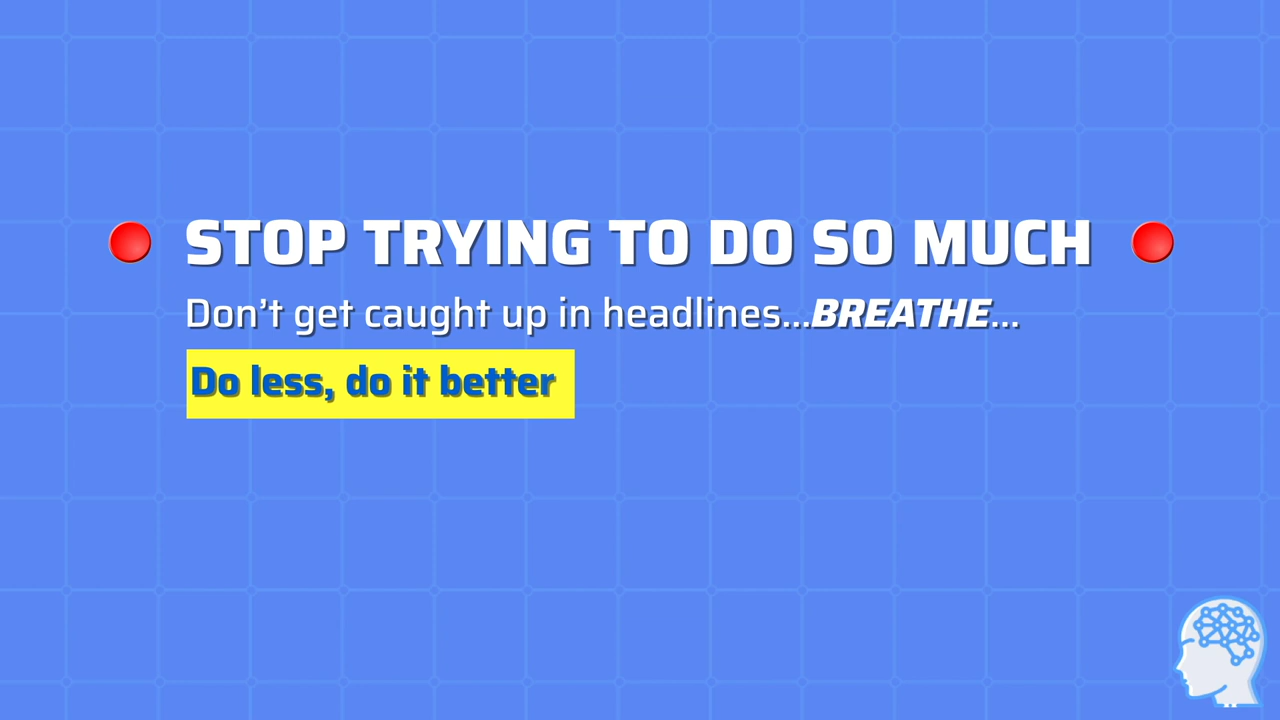 STOP TRYING TO DO SO MUCH
Don’t get caught up in headlines...BREATHE...
Do less, do it better